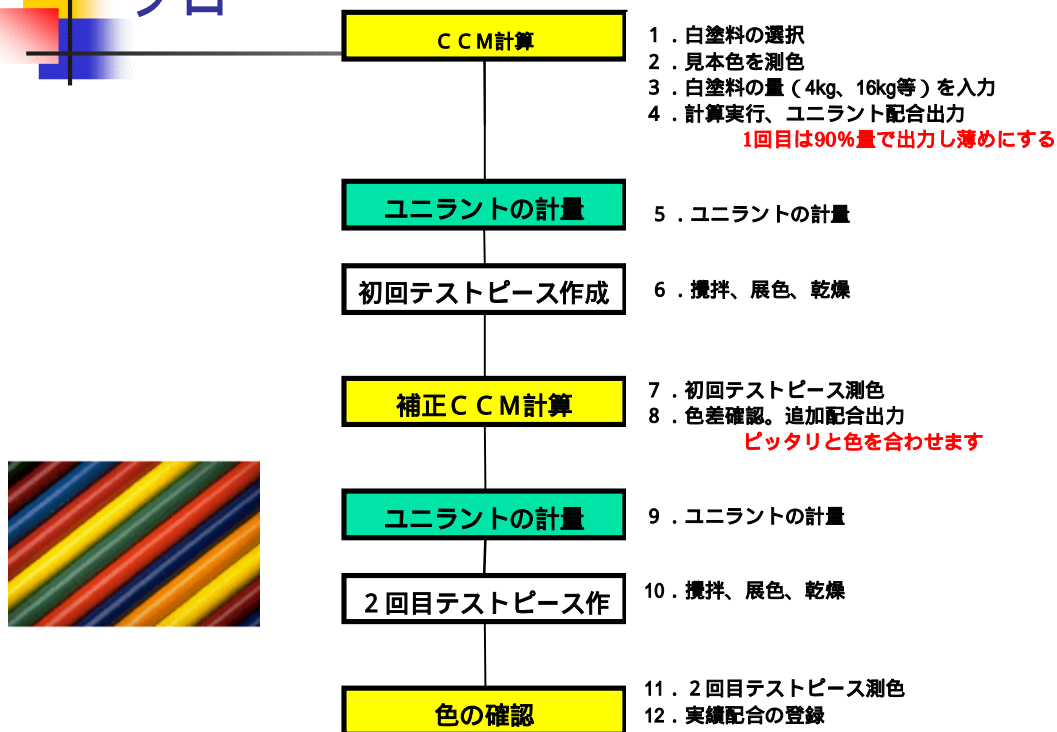 フロ
ＣＣＭ計算
１．白塗料の選択
２．見本色を測色
３．白塗料の量（4kg、16kg等）を入力
４．計算実行、ユニラント配合出力
1回目は90%量で出力し薄めにする
ユニラントの計量
５．ユニラントの計量
初回テストピース作成
６．攪拌、展色、乾燥
補正ＣＣＭ計算
７．初回テストピース測色
８．色差確認。追加配合出力
ピッタリと色を合わせます
ユニラントの計量
９．ユニラントの計量
２回目テストピース作
10．攪拌、展色、乾燥
色の確認
11．２回目テストピース測色
12．実績配合の登録